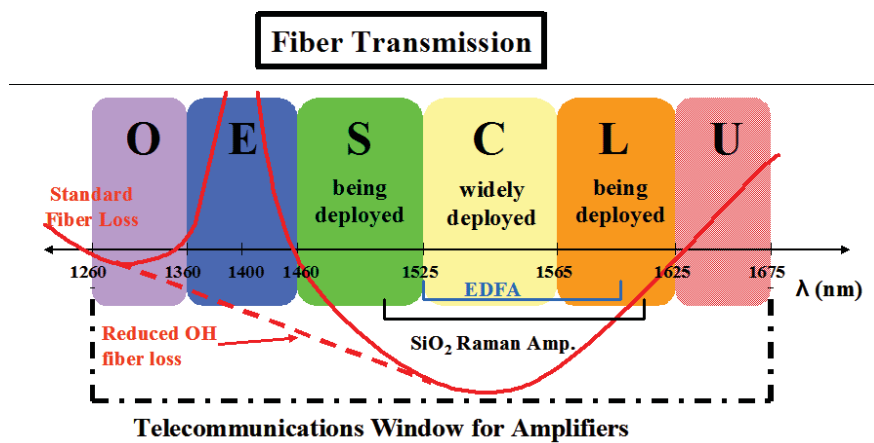 Fiber Transmission
O E S C L U
being
deployed
widely
deployed
being
deployed
Standard
Fiber Loss
1260 1360 1400 1460 1525 1565 1625 1675
λ (nm)
EDFA
SiO₂ Raman Amp.
Reduced OH
fiber loss
Telecommunications Window for Amplifiers